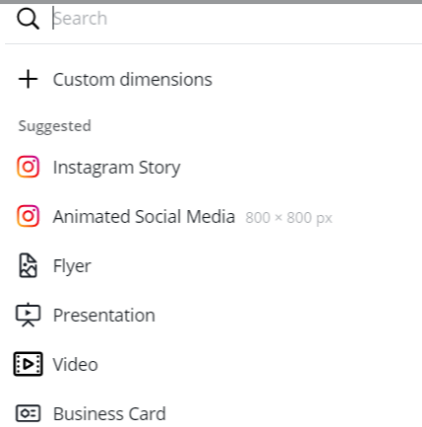 Search
Custom dimensions
Suggested
Instagram Story
Animated Social Media 800 × 800 px
Flyer
Presentation
Video
Business Card